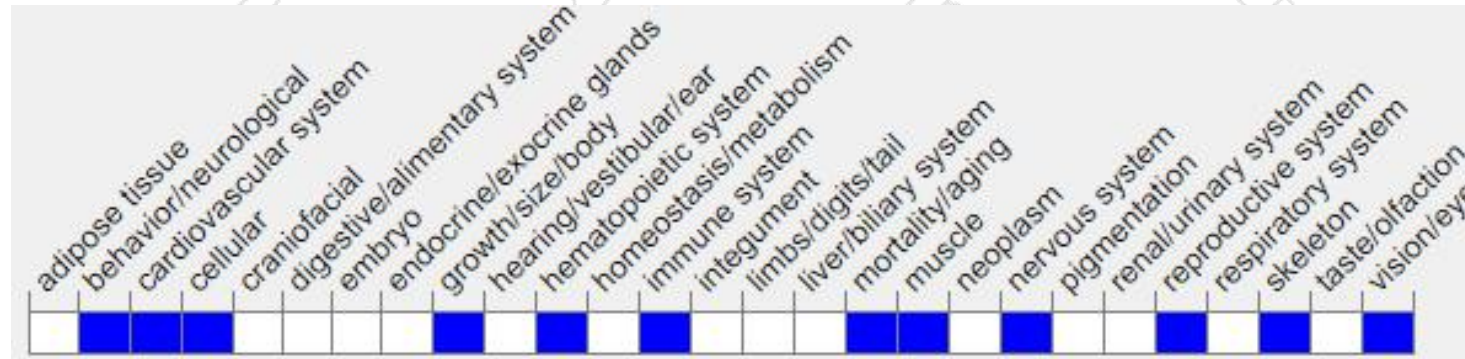 adipose tissue
behavior/neurological
cardiovascular system
cellular
craniofacial
digestive/alimentary system
embryo
endocrine/exocrine glands
growth/size/body
hearing/vestibular/ear
hematopoietic system
homeostasis/metabolism
immune system
integument
limbs/digits/tail
liver/biliary system
mortality/aging
muscle
neoplasm
nervous system
pigmentation
renal/urinary system
reproductive system
respiratory system
skeleton
taste/olfaction
vision/eye